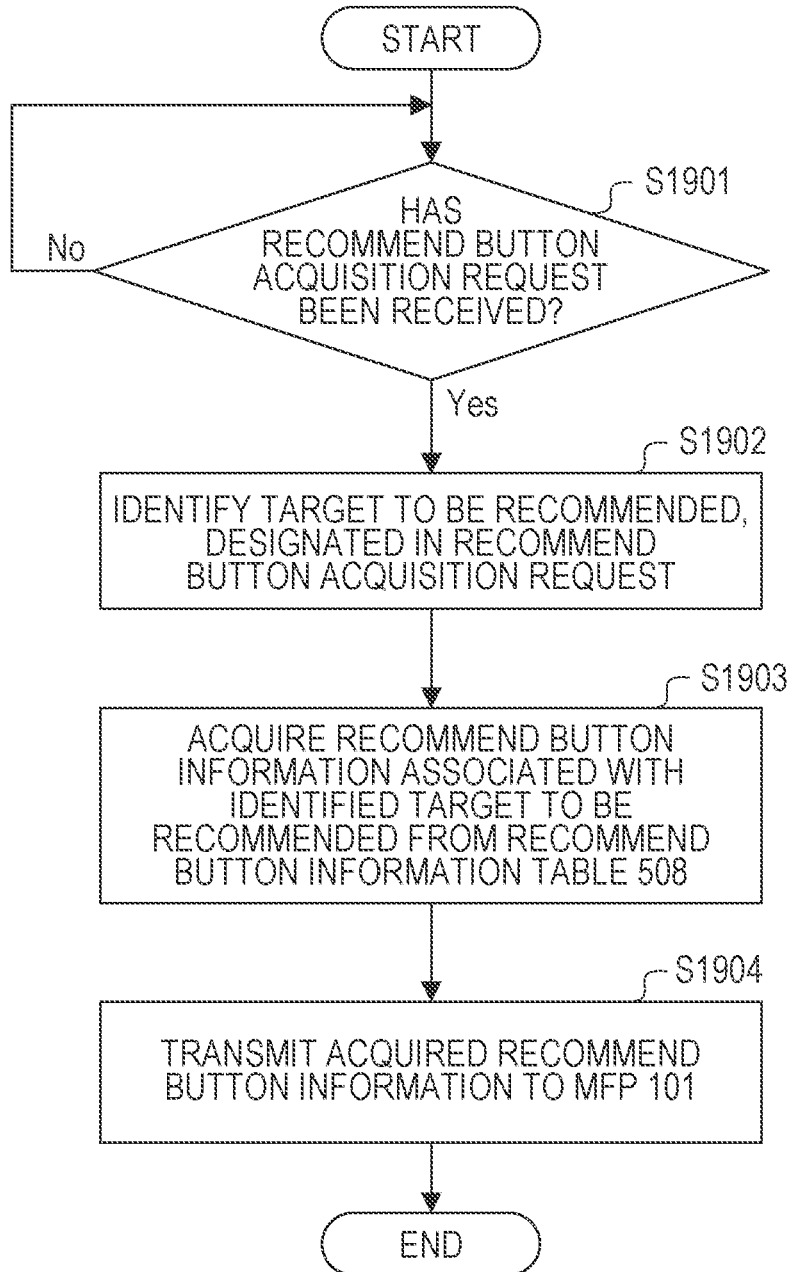 START
S1901
HAS
RECOMMEND BUTTON
ACQUISITION REQUEST
BEEN RECEIVED?
No
Yes
S1902
IDENTIFY TARGET TO BE RECOMMENDED,
DESIGNATED IN RECOMMEND
BUTTON ACQUISITION REQUEST
S1903
ACQUIRE RECOMMEND BUTTON
INFORMATION ASSOCIATED WITH
IDENTIFIED TARGET TO BE
RECOMMENDED FROM RECOMMEND
BUTTON INFORMATION TABLE 508
S1904
TRANSMIT ACQUIRED RECOMMEND
BUTTON INFORMATION TO MFP 101
END